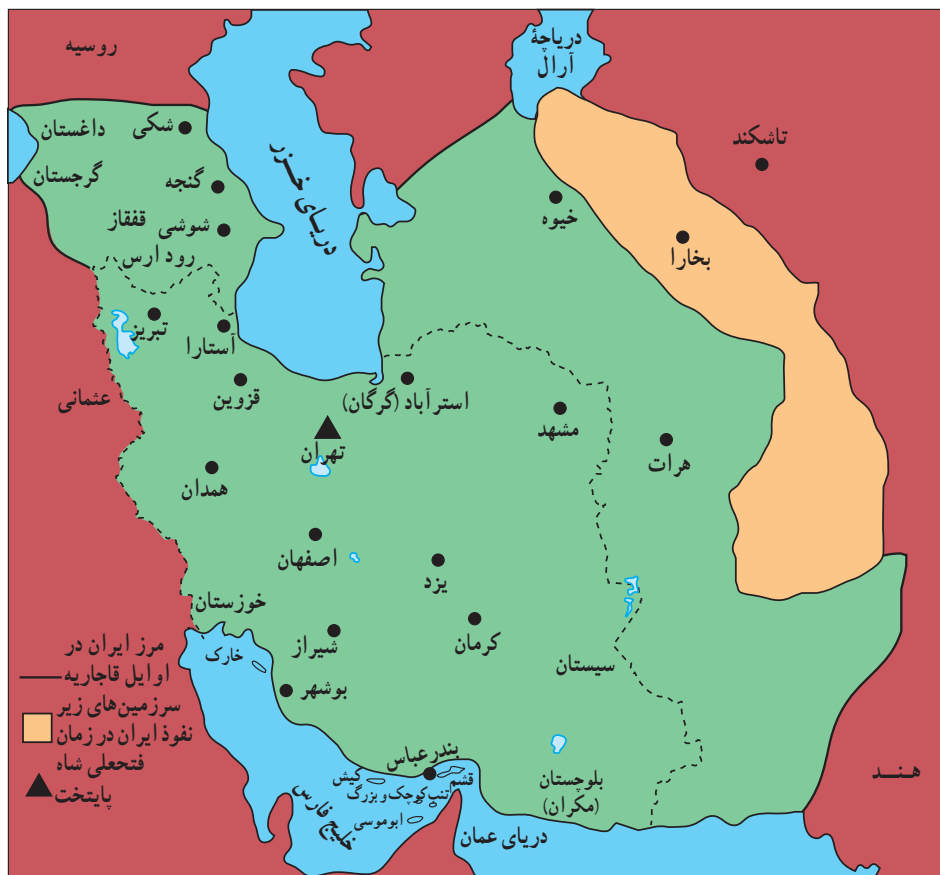 روسیه
دریاچهٔ
آرال
داغستان
شکی
تاشکند
گرجستان
گنجه
دریای خزر
خیوه
قفقاز
شوشی
رود ارس
بخارا
تبریز
آستارا
عثمانی
قزوین
استرآباد (گرگان)
مشهد
تهران
هرات
همدان
اصفهان
یزد
خوزستان
شیراز
کرمان
خارک
سیستان
بوشهر
مرز ایران در
اوایل قاجاریه
سرزمین‌های زیر
نفوذ ایران در زمان
فتحعلی شاه
پایتخت
بندرعباس
قشم
کیش
تنب کوچک و بزرگ
ابوموسی
خلیج فارس
دریای عمان
بلوچستان
(مکران)
هند